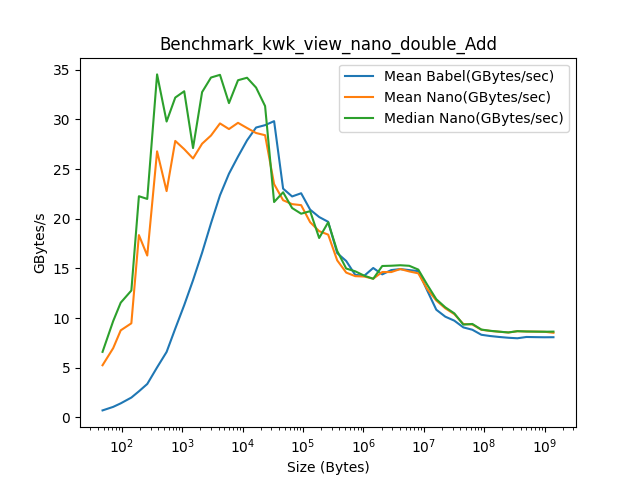 Benchmark_kwk_view_nano_double_Add
Mean Babel(GBytes/sec)
Mean Nano(GBytes/sec)
Median Nano(GBytes/sec)
GBytes/s
35
30
25
20
15
10
5
0
10² 10³ 10⁴ 10⁵ 10⁶ 10⁷ 10⁸ 10⁹
Size (Bytes)